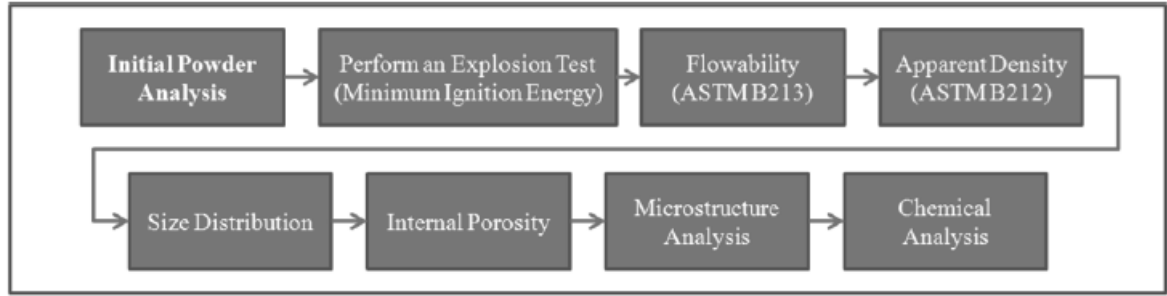 Initial Powder
Analysis
Perform an Explosion Test
(Minimum Ignition Energy)
Flowability
(ASTM B213)
Apparent Density
(ASTM B212)
Size Distribution
Internal Porosity
Microstructure
Analysis
Chemical
Analysis